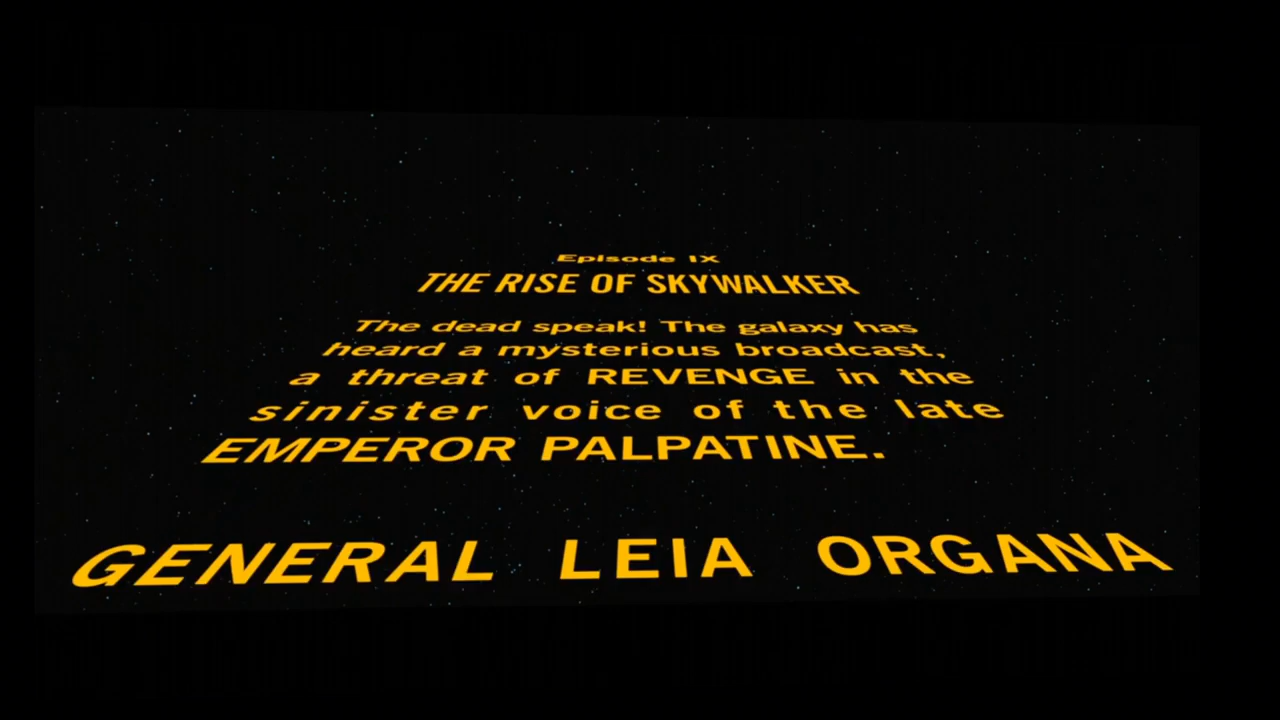 Episode IX
THE RISE OF SKYWALKER
The dead speak! The galaxy has
heard a mysterious broadcast,
a threat of REVENGE in the
sinister voice of the late
EMPEROR PALPATINE.
GENERAL LEIA ORGANA